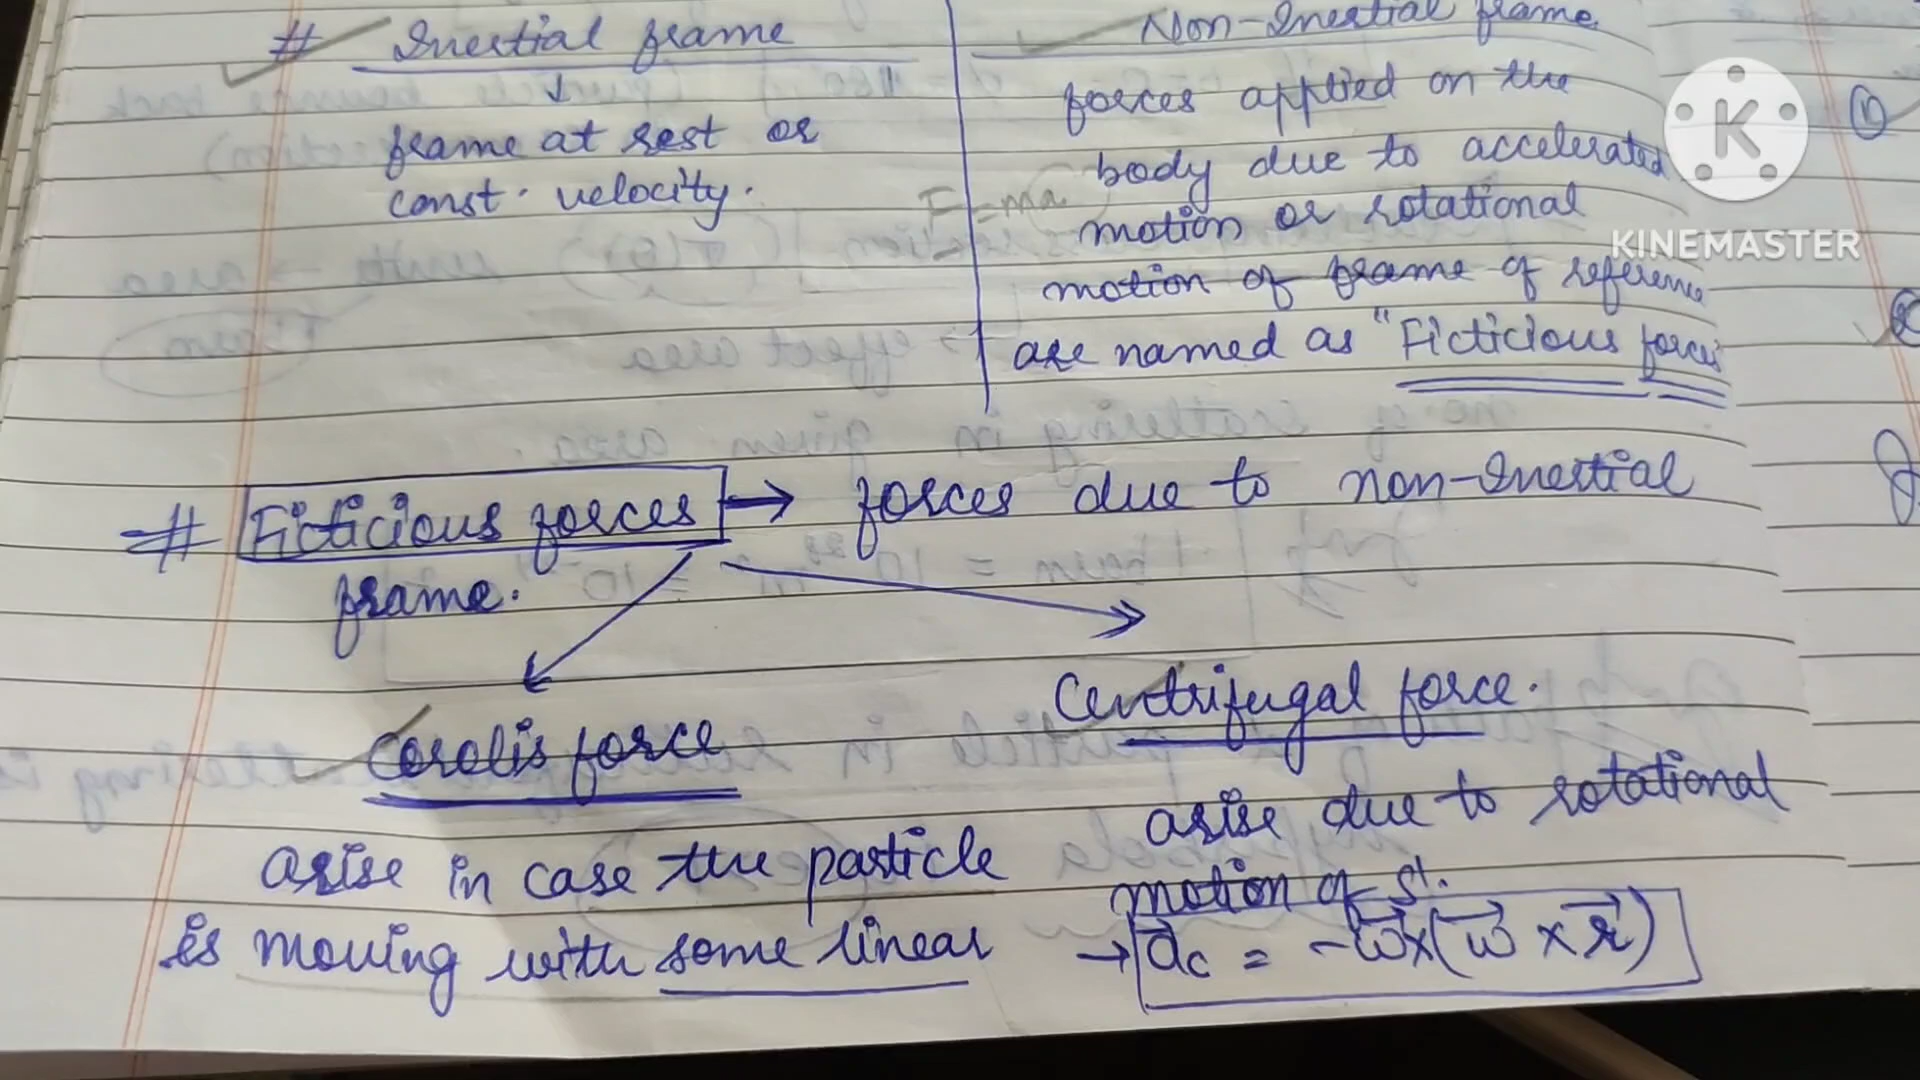 # Inertial frame
↓
frame at rest or
const. velocity.
Non-Inertial frame
forces applied on the
body due to accelerated
motion or rotational
motion of frame of reference
are named as "Ficticious forces"
F=ma
# Ficticious forces → forces due to non-Inertial
frame.
Corolis force
arise in case the particle
is moving with some linear
Centrifugal force.
arise due to rotational
motion of st.
→ a⃗c = -ω⃗×(ω⃗ × r⃗)
K
KINEMASTER